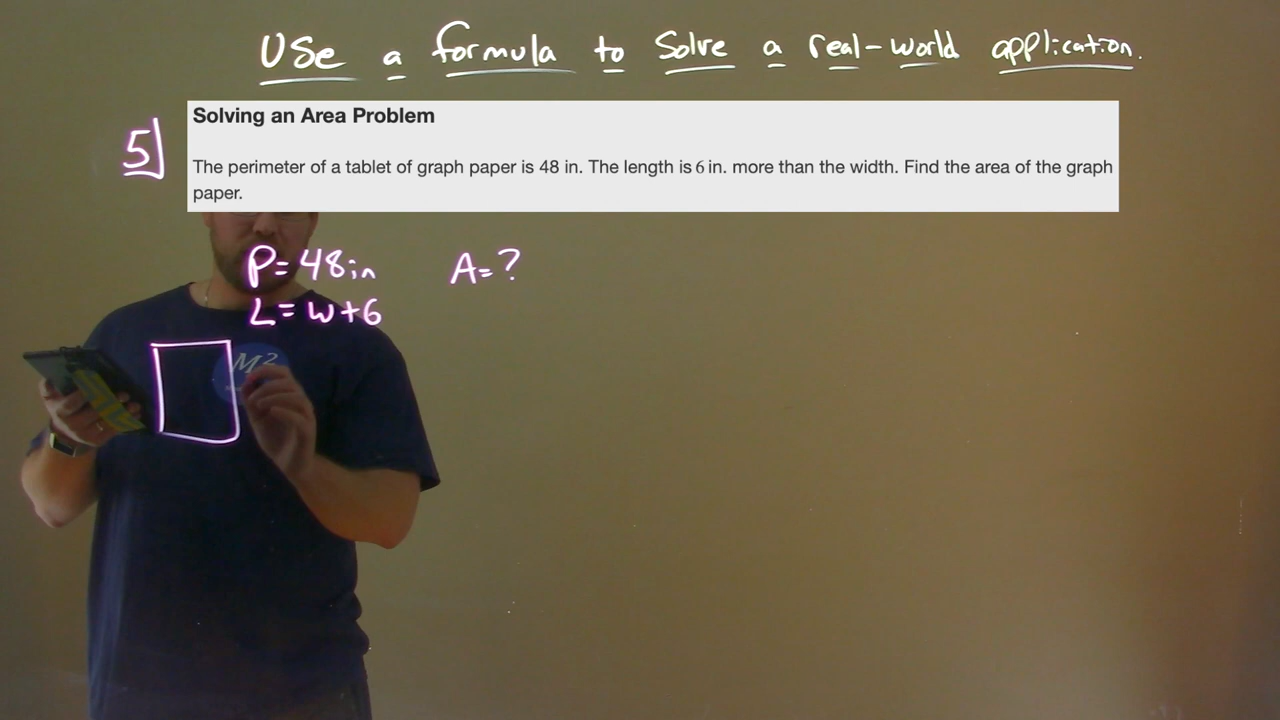 Use a formula to solve a real-world application.
5
Solving an Area Problem
The perimeter of a tablet of graph paper is 48 in. The length is 6 in. more than the width. Find the area of the graph
paper.
P=48in A=?
L=w+6
M²